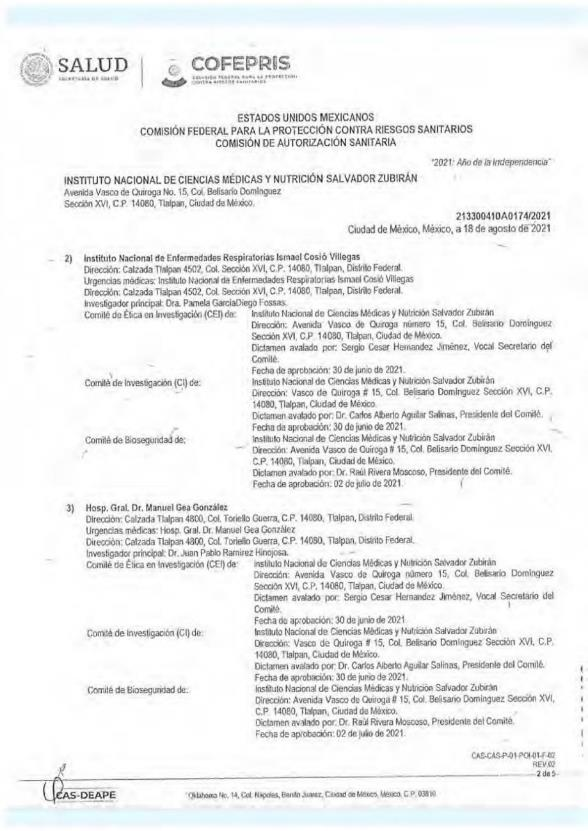 SALUD
SECRETARÍA DE SALUD
COFEPRIS
COMISIÓN FEDERAL PARA LA PROTECCIÓN
CONTRA RIESGOS SANITARIOS
ESTADOS UNIDOS MEXICANOS
COMISIÓN FEDERAL PARA LA PROTECCIÓN CONTRA RIESGOS SANITARIOS
COMISIÓN DE AUTORIZACIÓN SANITARIA
"2021: Año de la Independencia"
INSTITUTO NACIONAL DE CIENCIAS MÉDICAS Y NUTRICIÓN SALVADOR ZUBIRÁN
Avenida Vasco de Quiroga No. 15, Col. Belisario Domínguez
Sección XVI, C.P. 14080, Tlalpan, Ciudad de México.
213300410A0174/2021
Ciudad de México, México, a 18 de agosto de 2021
2) Instituto Nacional de Enfermedades Respiratorias Ismael Cosió Villegas
Dirección: Calzada Tlalpan 4502, Col. Sección XVI, C.P. 14080, Tlalpan, Distrito Federal.
Urgencias médicas: Instituto Nacional de Enfermedades Respiratorias Ismael Cosió Villegas
Dirección: Calzada Tlalpan 4502, Col. Sección XVI, C.P. 14080, Tlalpan, Distrito Federal.
Investigador principal: Dra. Pamela GarciaDiego Fossas.
Comité de Ética en Investigación (CEI) de: Instituto Nacional de Ciencias Médicas y Nutrición Salvador Zubirán
Dirección: Avenida Vasco de Quiroga número 15, Col. Belisario Domínguez
Sección XVI, C.P. 14080, Tlalpan, Ciudad de México.
Dictamen avalado por: Sergio Cesar Hernandez Jiménez, Vocal Secretario del
Comité.
Fecha de aprobación: 30 de junio de 2021.
Comité de Investigación (CI) de: Instituto Nacional de Ciencias Médicas y Nutrición Salvador Zubirán
Dirección: Vasco de Quiroga # 15, Col. Belisario Domínguez Sección XVI, C.P.
14080, Tlalpan, Ciudad de México.
Dictamen avalado por: Dr. Carlos Alberto Aguilar Salinas, Presidente del Comité.
Fecha de aprobación: 30 de junio de 2021.
Comité de Bioseguridad de: Instituto Nacional de Ciencias Médicas y Nutrición Salvador Zubirán
Dirección: Avenida Vasco de Quiroga # 15, Col. Belisario Domínguez Sección XVI,
C.P. 14080, Tlalpan, Ciudad de México.
Dictamen avalado por: Dr. Raúl Rivera Moscoso, Presidente del Comité.
Fecha de aprobación: 02 de julio de 2021.
3) Hosp. Gral. Dr. Manuel Gea González
Dirección: Calzada Tlalpan 4800, Col. Toriello Guerra, C.P. 14080, Tlalpan, Distrito Federal.
Urgencias médicas: Hosp. Gral. Dr. Manuel Gea González
Dirección: Calzada Tlalpan 4800, Col. Toriello Guerra, C.P. 14080, Tlalpan, Distrito Federal.
Investigador principal: Dr. Juan Pablo Ramirez Hinojosa.
Comité de Ética en Investigación (CEI) de: Instituto Nacional de Ciencias Médicas y Nutrición Salvador Zubirán
Dirección: Avenida Vasco de Quiroga número 15, Col. Belisario Domínguez
Sección XVI, C.P. 14080, Tlalpan, Ciudad de México.
Dictamen avalado por: Sergio Cesar Hernandez Jiménez, Vocal Secretario del
Comité.
Fecha de aprobación: 30 de junio de 2021.
Comité de Investigación (CI) de: Instituto Nacional de Ciencias Médicas y Nutrición Salvador Zubirán
Dirección: Vasco de Quiroga # 15, Col. Belisario Domínguez Sección XVI, C.P.
14080, Tlalpan, Ciudad de México.
Dictamen avalado por: Dr. Carlos Alberto Aguilar Salinas, Presidente del Comité.
Fecha de aprobación: 30 de junio de 2021.
Comité de Bioseguridad de: Instituto Nacional de Ciencias Médicas y Nutrición Salvador Zubirán
Dirección: Avenida Vasco de Quiroga # 15, Col. Belisario Domínguez Sección XVI,
C.P. 14080, Tlalpan, Ciudad de México.
Dictamen avalado por: Dr. Raúl Rivera Moscoso, Presidente del Comité.
Fecha de aprobación: 02 de julio de 2021.
CAS-CAS-P-01-POI-01-F-02
REV.02
2 de 5
CAS-DEAPE
Oklahoma No. 14, Col. Nápoles, Benito Juarez, Ciudad de México, México, C.P. 03810.